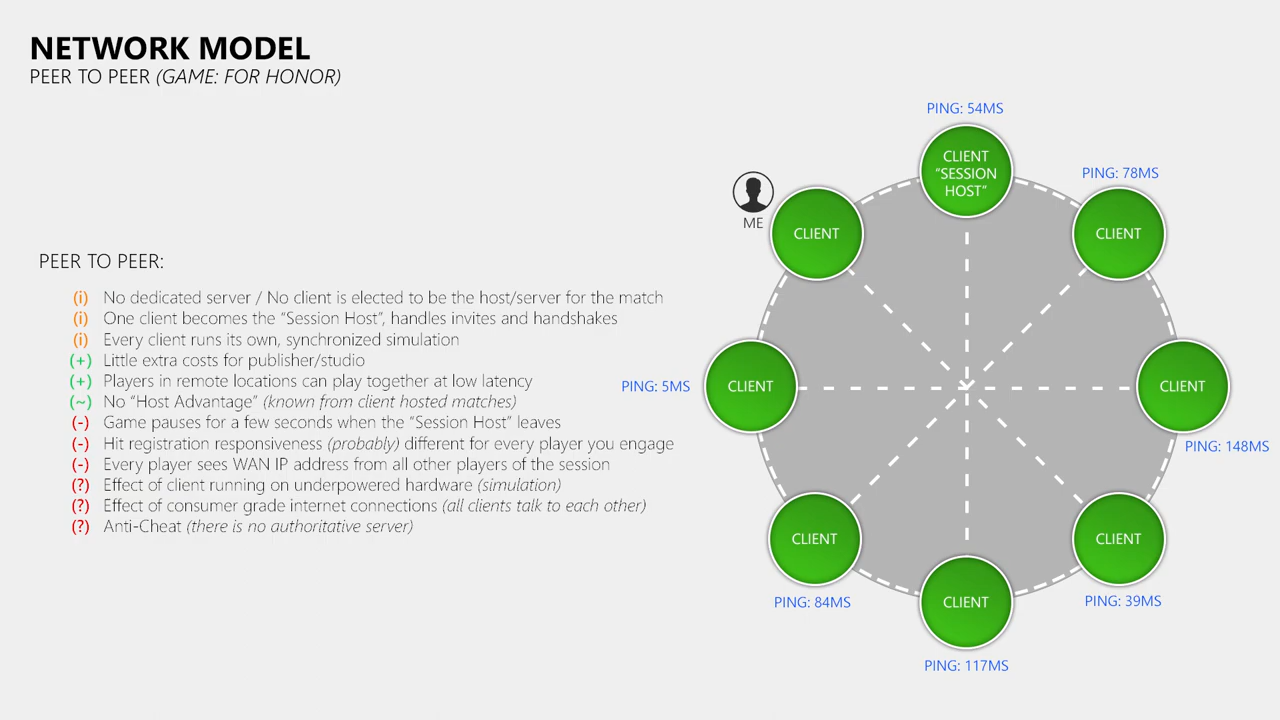 NETWORK MODEL
PEER TO PEER (GAME: FOR HONOR)
PEER TO PEER:
(i) No dedicated server / No client is elected to be the host/server for the match
(i) One client becomes the “Session Host”, handles invites and handshakes
(i) Every client runs its own, synchronized simulation
(+) Little extra costs for publisher/studio
(+) Players in remote locations can play together at low latency
(~) No “Host Advantage” (known from client hosted matches)
(-) Game pauses for a few seconds when the “Session Host” leaves
(-) Hit registration responsiveness (probably) different for every player you engage
(-) Every player sees WAN IP address from all other players of the session
(?) Effect of client running on underpowered hardware (simulation)
(?) Effect of consumer grade internet connections (all clients talk to each other)
(?) Anti-Cheat (there is no authoritative server)
PING: 54MS
CLIENT
“SESSION
HOST”
PING: 78MS
CLIENT
ME
CLIENT
PING: 5MS
CLIENT
CLIENT
PING: 148MS
CLIENT
PING: 84MS
CLIENT
PING: 39MS
CLIENT
PING: 117MS